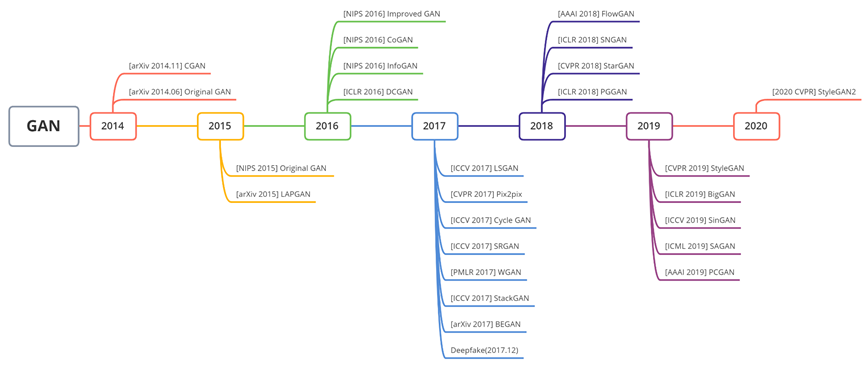 GAN
2014
[arXiv 2014.11] CGAN
[arXiv 2014.06] Original GAN
2015
[NIPS 2015] Original GAN
[arXiv 2015] LAPGAN
2016
[NIPS 2016] Improved GAN
[NIPS 2016] CoGAN
[NIPS 2016] InfoGAN
[ICLR 2016] DCGAN
2017
[ICCV 2017] LSGAN
[CVPR 2017] Pix2pix
[ICCV 2017] Cycle GAN
[ICCV 2017] SRGAN
[PMLR 2017] WGAN
[ICCV 2017] StackGAN
[arXiv 2017] BEGAN
Deepfake(2017.12)
2018
[AAAI 2018] FlowGAN
[ICLR 2018] SNGAN
[CVPR 2018] StarGAN
[ICLR 2018] PGGAN
2019
[CVPR 2019] StyleGAN
[ICLR 2019] BigGAN
[ICCV 2019] SinGAN
[ICML 2019] SAGAN
[AAAI 2019] PCGAN
2020
[2020 CVPR] StyleGAN2